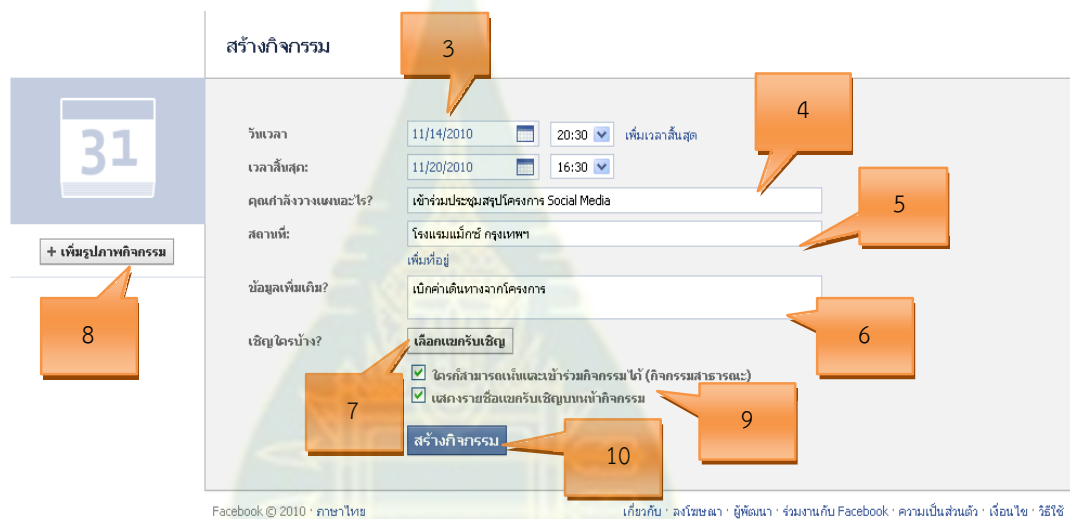 สร้างกิจกรรม
3
4
31
วันเวลา 11/14/2010 20:30 เพิ่มเวลาสิ้นสุด
เวลาสิ้นสุด: 11/20/2010 16:30
คุณกำลังวางแผนอะไร? เข้าร่วมประชุมสรุปโครงการ Social Media
5
สถานที่: โรงแรมแม็กซ์ กรุงเทพฯ
+ เพิ่มรูปภาพกิจกรรม
เพิ่มที่อยู่
ข้อมูลเพิ่มเติม? เบิกค่าเดินทางจากโครงการ
8
6
เชิญใครบ้าง? เลือกแขกรับเชิญ
ใครก็สามารถเห็นและเข้าร่วมกิจกรรมได้ (กิจกรรมสาธารณะ)
แสดงรายชื่อแขกรับเชิญบนหน้ากิจกรรม
7
9
สร้างกิจกรรม
10
Facebook © 2010 · ภาษาไทย เกี่ยวกับ · ลงโฆษณา · ผู้พัฒนา · ร่วมงานกับ Facebook · ความเป็นส่วนตัว · เงื่อนไข · วิธีใช้